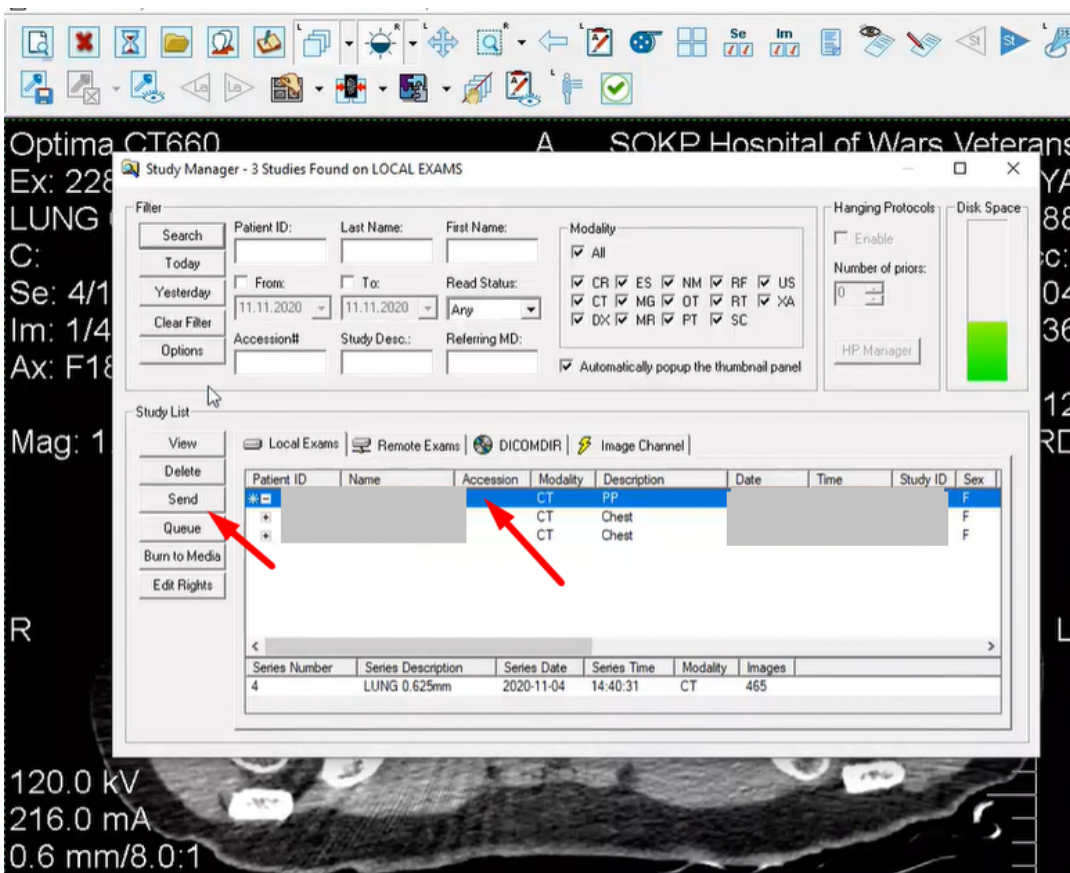 Se Im
St St
La La
Optima CT660 A SOKP Hospital of Wars Veterans
Ex: 228
LUNG
C:
Se: 4/1
Im: 1/4
Ax: F18
Mag: 1.
R
120.0 kV
216.0 mA
0.6 mm/8.0:1
Study Manager - 3 Studies Found on LOCAL EXAMS
Filter
Search
Today
Yesterday
Clear Filter
Options
Patient ID: Last Name: First Name:
From: To: Read Status:
11.11.2020 11.11.2020 Any
Accession# Study Desc.: Referring MD:
Modality
All
CR ES NM RF US
CT MG OT RT XA
DX MR PT SC
Automatically popup the thumbnail panel
Hanging Protocols
Enable
Number of priors:
0
HP Manager
Disk Space
Study List
View
Delete
Send
Queue
Burn to Media
Edit Rights
Local Exams Remote Exams DICOMDIR Image Channel
Patient ID Name Accession Modality Description Date Time Study ID Sex
CT PP F
CT Chest F
CT Chest F
Series Number Series Description Series Date Series Time Modality Images
4 LUNG 0.625mm 2020-11-04 14:40:31 CT 465